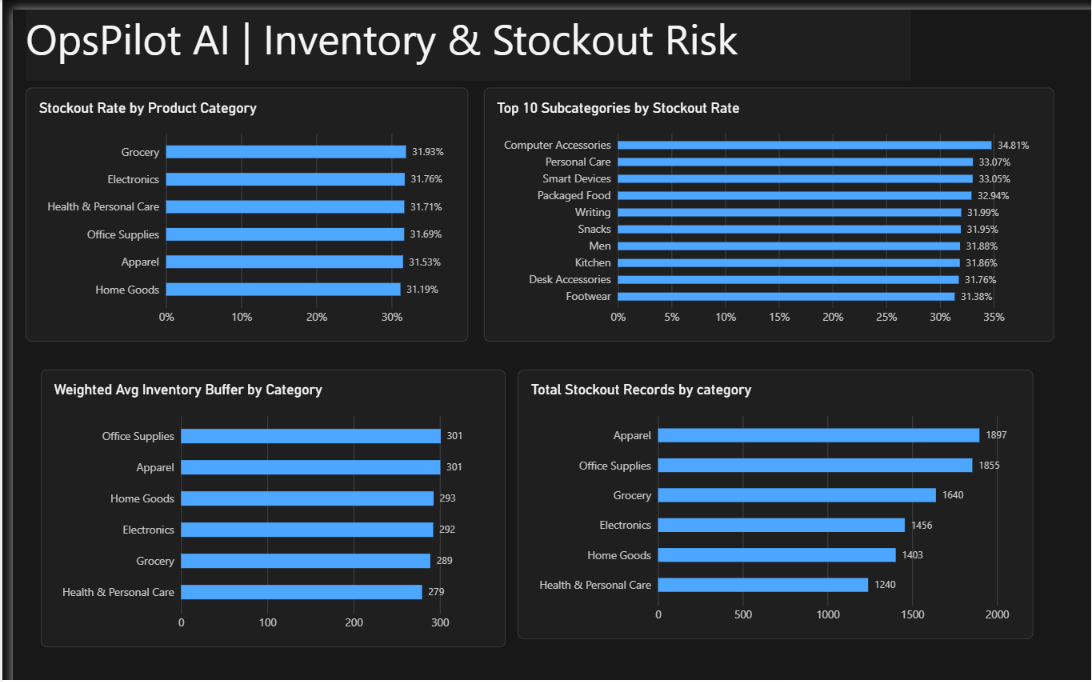 OpsPilot AI | Inventory & Stockout Risk
Stockout Rate by Product Category
Grocery 31.93%
Electronics 31.76%
Health & Personal Care 31.71%
Office Supplies 31.69%
Apparel 31.53%
Home Goods 31.19%
0% 10% 20% 30%
Top 10 Subcategories by Stockout Rate
Computer Accessories 34.81%
Personal Care 33.07%
Smart Devices 33.05%
Packaged Food 32.94%
Writing 31.99%
Snacks 31.95%
Men 31.88%
Kitchen 31.86%
Desk Accessories 31.76%
Footwear 31.38%
0% 5% 10% 15% 20% 25% 30% 35%
Weighted Avg Inventory Buffer by Category
Office Supplies 301
Apparel 301
Home Goods 293
Electronics 292
Grocery 289
Health & Personal Care 279
0 100 200 300
Total Stockout Records by category
Apparel 1897
Office Supplies 1855
Grocery 1640
Electronics 1456
Home Goods 1403
Health & Personal Care 1240
0 500 1000 1500 2000